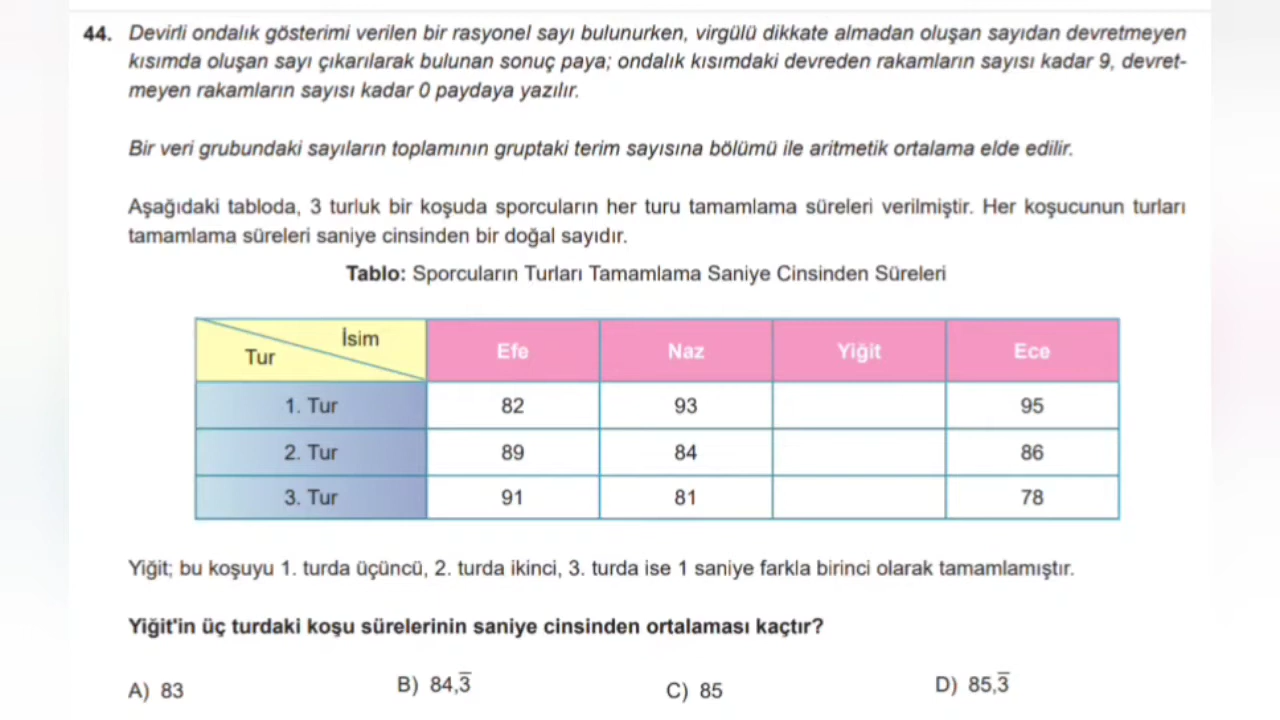 44. Devirli ondalık gösterimi verilen bir rasyonel sayı bulunurken, virgülü dikkate almadan oluşan sayıdan devretmeyen
kısımda oluşan sayı çıkarılarak bulunan sonuç paya; ondalık kısımdaki devreden rakamların sayısı kadar 9, devret-
meyen rakamların sayısı kadar 0 paydaya yazılır.
Bir veri grubundaki sayıların toplamının gruptaki terim sayısına bölümü ile aritmetik ortalama elde edilir.
Aşağıdaki tabloda, 3 turluk bir koşuda sporcuların her turu tamamlama süreleri verilmiştir. Her koşucunun turları
tamamlama süreleri saniye cinsinden bir doğal sayıdır.
Tablo: Sporcuların Turları Tamamlama Saniye Cinsinden Süreleri
Tur İsim Efe Naz Yiğit Ece
1. Tur 82 93 95
2. Tur 89 84 86
3. Tur 91 81 78
Yiğit; bu koşuyu 1. turda üçüncü, 2. turda ikinci, 3. turda ise 1 saniye farkla birinci olarak tamamlamıştır.
Yiğit'in üç turdaki koşu sürelerinin saniye cinsinden ortalaması kaçtır?
A) 83 B) 84,3̅ C) 85 D) 85,3̅